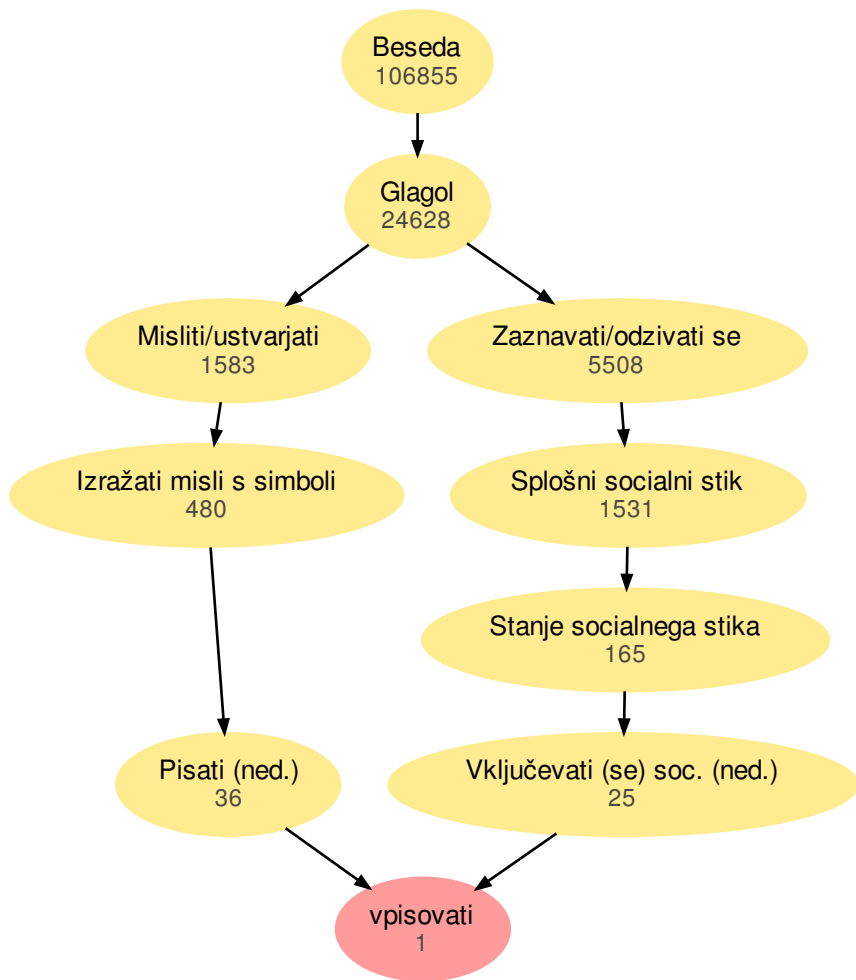 Beseda
106855
Glagol
24628
Misliti/ustvarjati
1583
Zaznavati/odzivati se
5508
Izražati misli s simboli
480
Splošni socialni stik
1531
Stanje socialnega stika
165
Pisati (ned.)
36
Vključevati (se) soc. (ned.)
25
vpisovati
1